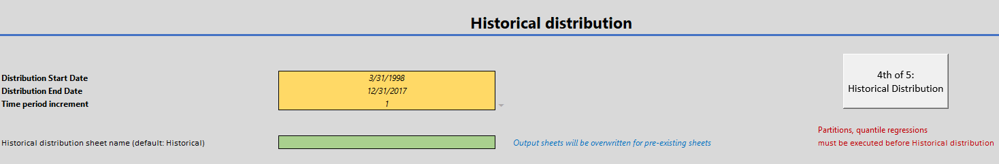 Historical distribution
Distribution Start Date 3/31/1998
Distribution End Date 12/31/2017
Time period increment 1
4th of 5:
Historical Distribution
Historical distribution sheet name (default: Historical)
Output sheets will be overwritten for pre-existing sheets
Partitions, quantile regressions
must be executed before Historical distribution